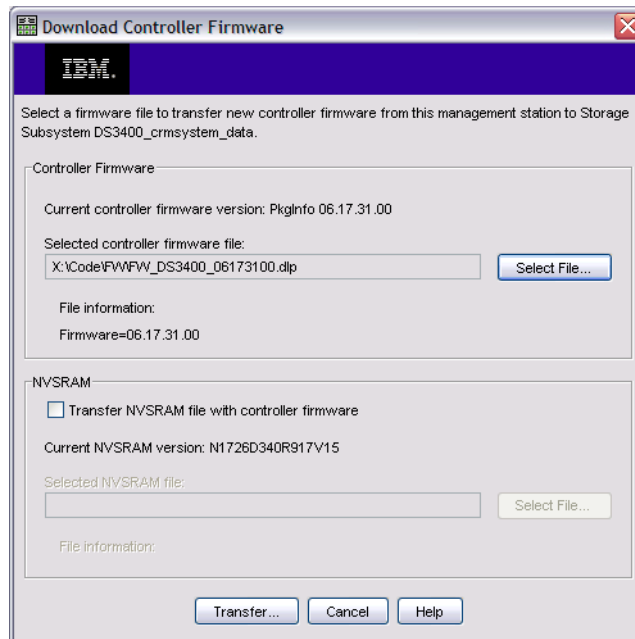 Download Controller Firmware
IBM.
Select a firmware file to transfer new controller firmware from this management station to Storage
Subsystem DS3400_crmsystem_data.
Controller Firmware
Current controller firmware version: PkgInfo 06.17.31.00
Selected controller firmware file:
X:\Code\FW\FW_DS3400_06173100.dlp
Select File...
File information:
Firmware=06.17.31.00
NVSRAM
Transfer NVSRAM file with controller firmware
Current NVSRAM version: N1726D340R917V15
Selected NVSRAM file:
Select File...
File information:
Transfer... Cancel Help